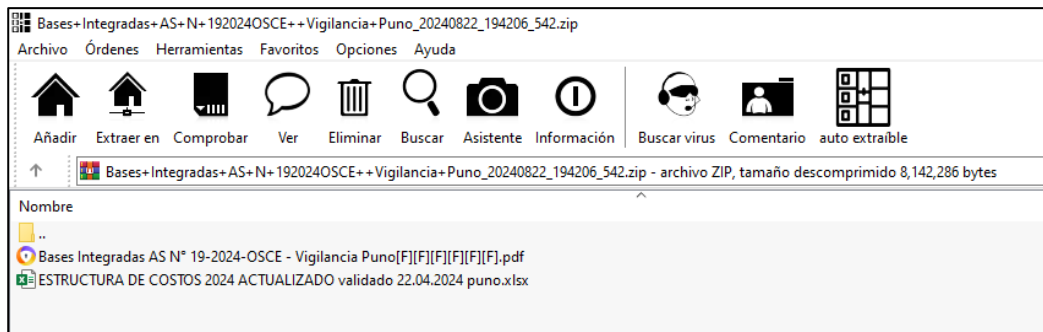 Bases+Integradas+AS+N+192024OSCE++Vigilancia+Puno_20240822_194206_542.zip
Archivo Órdenes Herramientas Favoritos Opciones Ayuda
Añadir Extraer en Comprobar Ver Eliminar Buscar Asistente Información Buscar virus Comentario auto extraíble
Bases+Integradas+AS+N+192024OSCE++Vigilancia+Puno_20240822_194206_542.zip - archivo ZIP, tamaño descomprimido 8,142,286 bytes
Nombre
..
Bases Integradas AS N° 19-2024-OSCE - Vigilancia Puno[F][F][F][F][F][F].pdf
ESTRUCTURA DE COSTOS 2024 ACTUALIZADO validado 22.04.2024 puno.xlsx